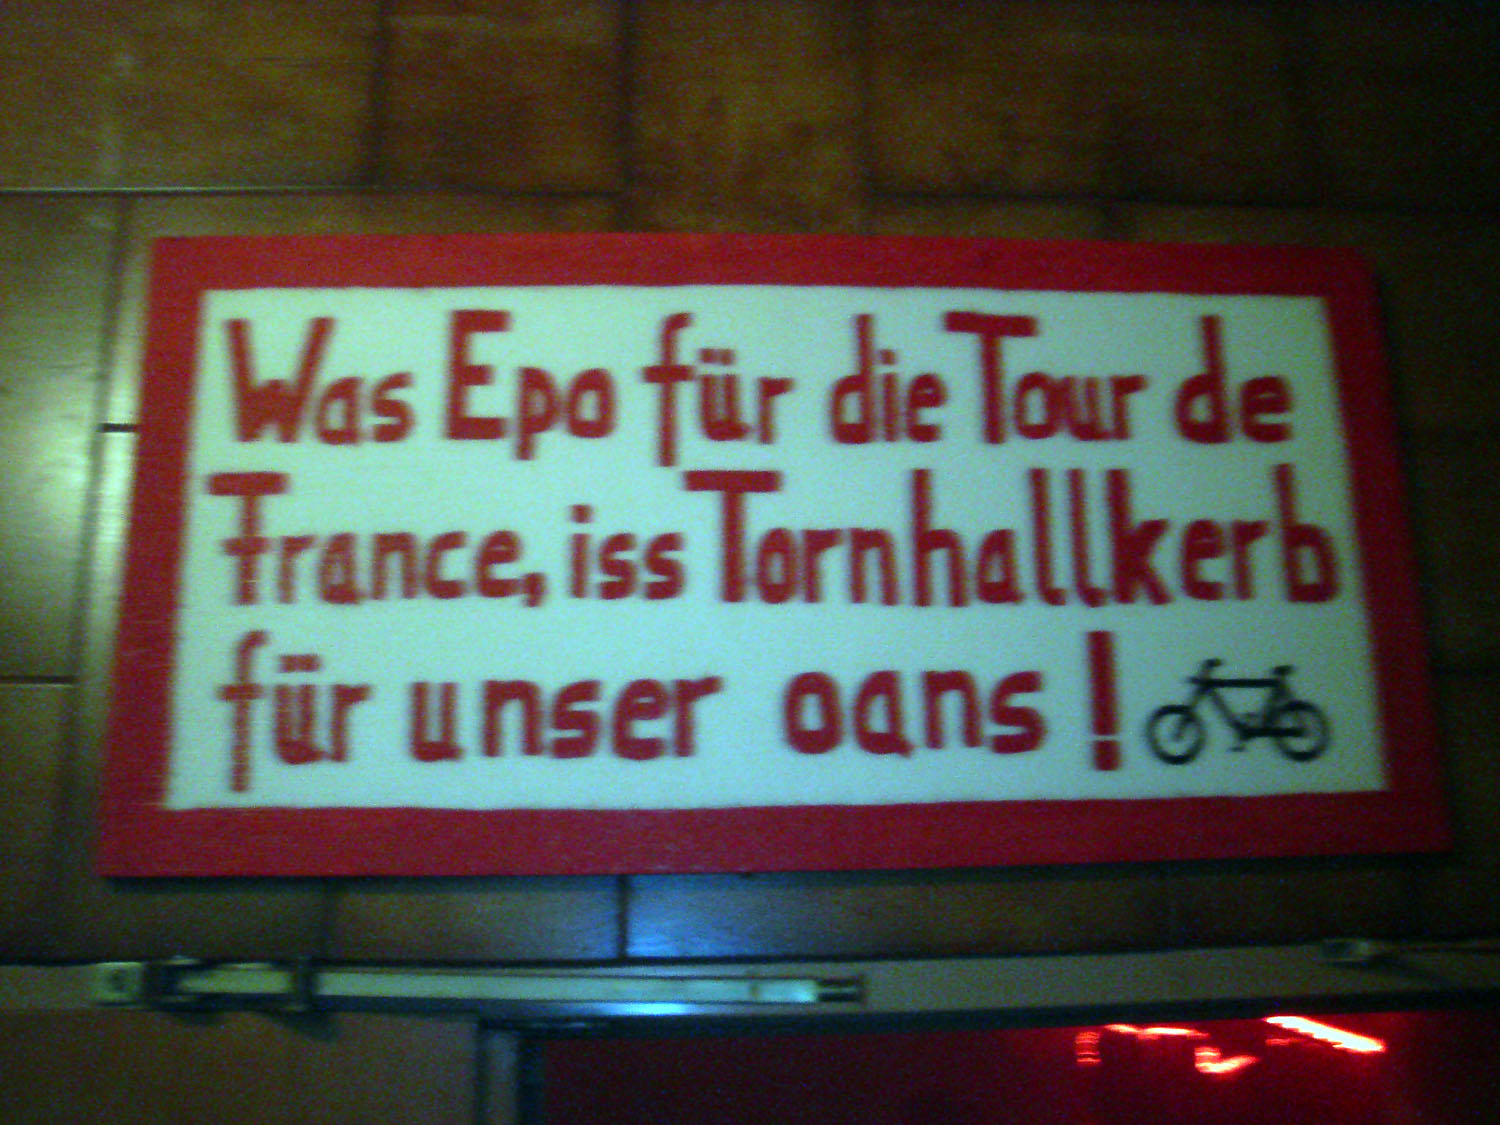 Was Epo für die Tour de
France, iss Tornhallkerb
für unser oans!